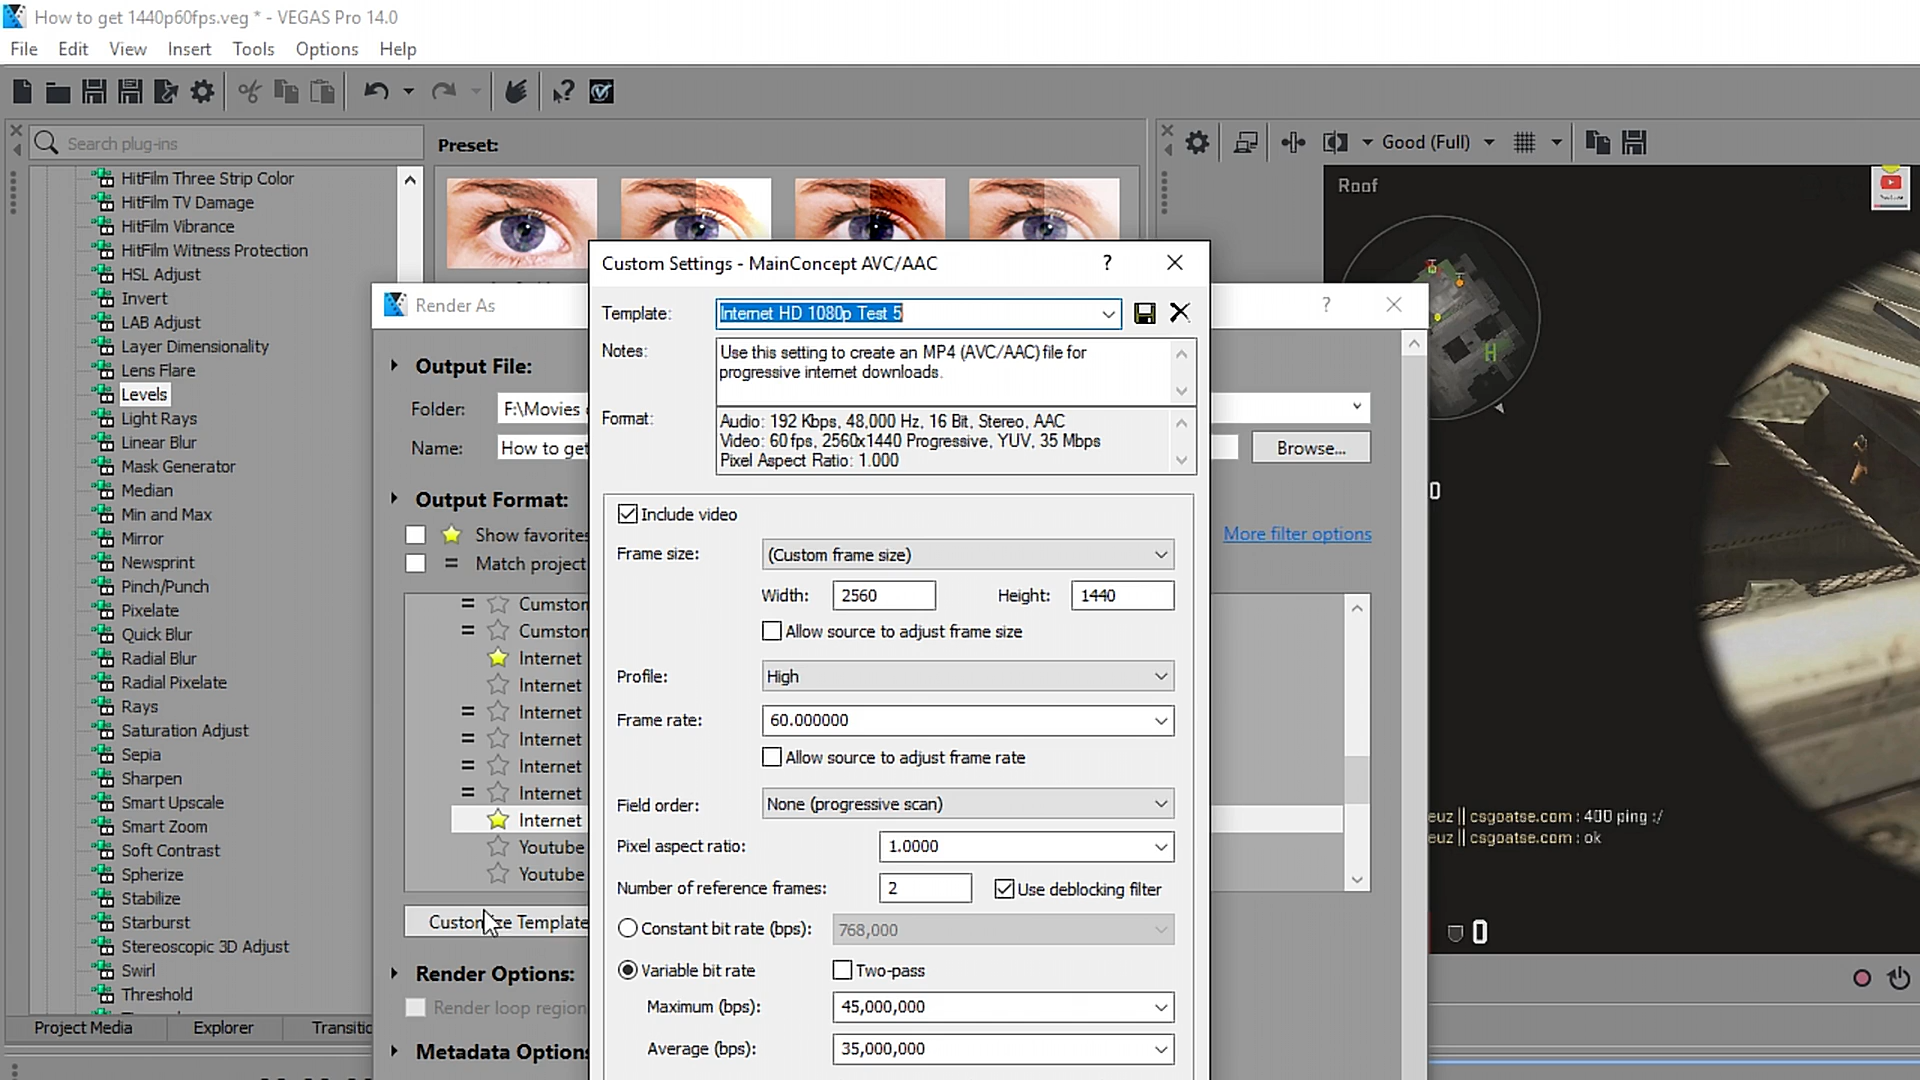 How to get 1440p60fps.veg * - VEGAS Pro 14.0
File Edit View Insert Tools Options Help
Search plug-ins
HitFilm Three Strip Color
HitFilm TV Damage
HitFilm Vibrance
HitFilm Witness Protection
HSL Adjust
Invert
LAB Adjust
Layer Dimensionality
Lens Flare
Levels
Light Rays
Linear Blur
Mask Generator
Median
Min and Max
Mirror
Newsprint
Pinch/Punch
Pixelate
Quick Blur
Radial Blur
Radial Pixelate
Rays
Saturation Adjust
Sepia
Sharpen
Smart Upscale
Smart Zoom
Soft Contrast
Spherize
Stabilize
Starburst
Stereoscopic 3D Adjust
Swirl
Threshold
Project Media Explorer Transitio
Preset:
Render As ?
Output File:
Folder: F:\Movies
Name: How to get
Browse...
Output Format:
Show favorites
Match project
More filter options
Cumston
Cumston
Internet
Internet
Internet
Internet
Internet
Internet
Internet
Youtube
Youtube
Customize Template
Render Options:
Render loop region
Metadata Options
Custom Settings - MainConcept AVC/AAC ?
Template: Internet HD 1080p Test 5
Notes: Use this setting to create an MP4 (AVC/AAC) file for
progressive internet downloads.
Format: Audio: 192 Kbps, 48,000 Hz, 16 Bit, Stereo, AAC
Video: 60 fps, 2560x1440 Progressive, YUV, 35 Mbps
Pixel Aspect Ratio: 1.000
Include video
Frame size: (Custom frame size)
Width: 2560 Height: 1440
Allow source to adjust frame size
Profile: High
Frame rate: 60.000000
Allow source to adjust frame rate
Field order: None (progressive scan)
Pixel aspect ratio: 1.0000
Number of reference frames: 2 Use deblocking filter
Constant bit rate (bps): 768,000
Variable bit rate Two-pass
Maximum (bps): 45,000,000
Average (bps): 35,000,000
Good (Full)
Roof
H
0
euz || csgoatse.com : 400 ping :/
euz || csgoatse.com : ok
0